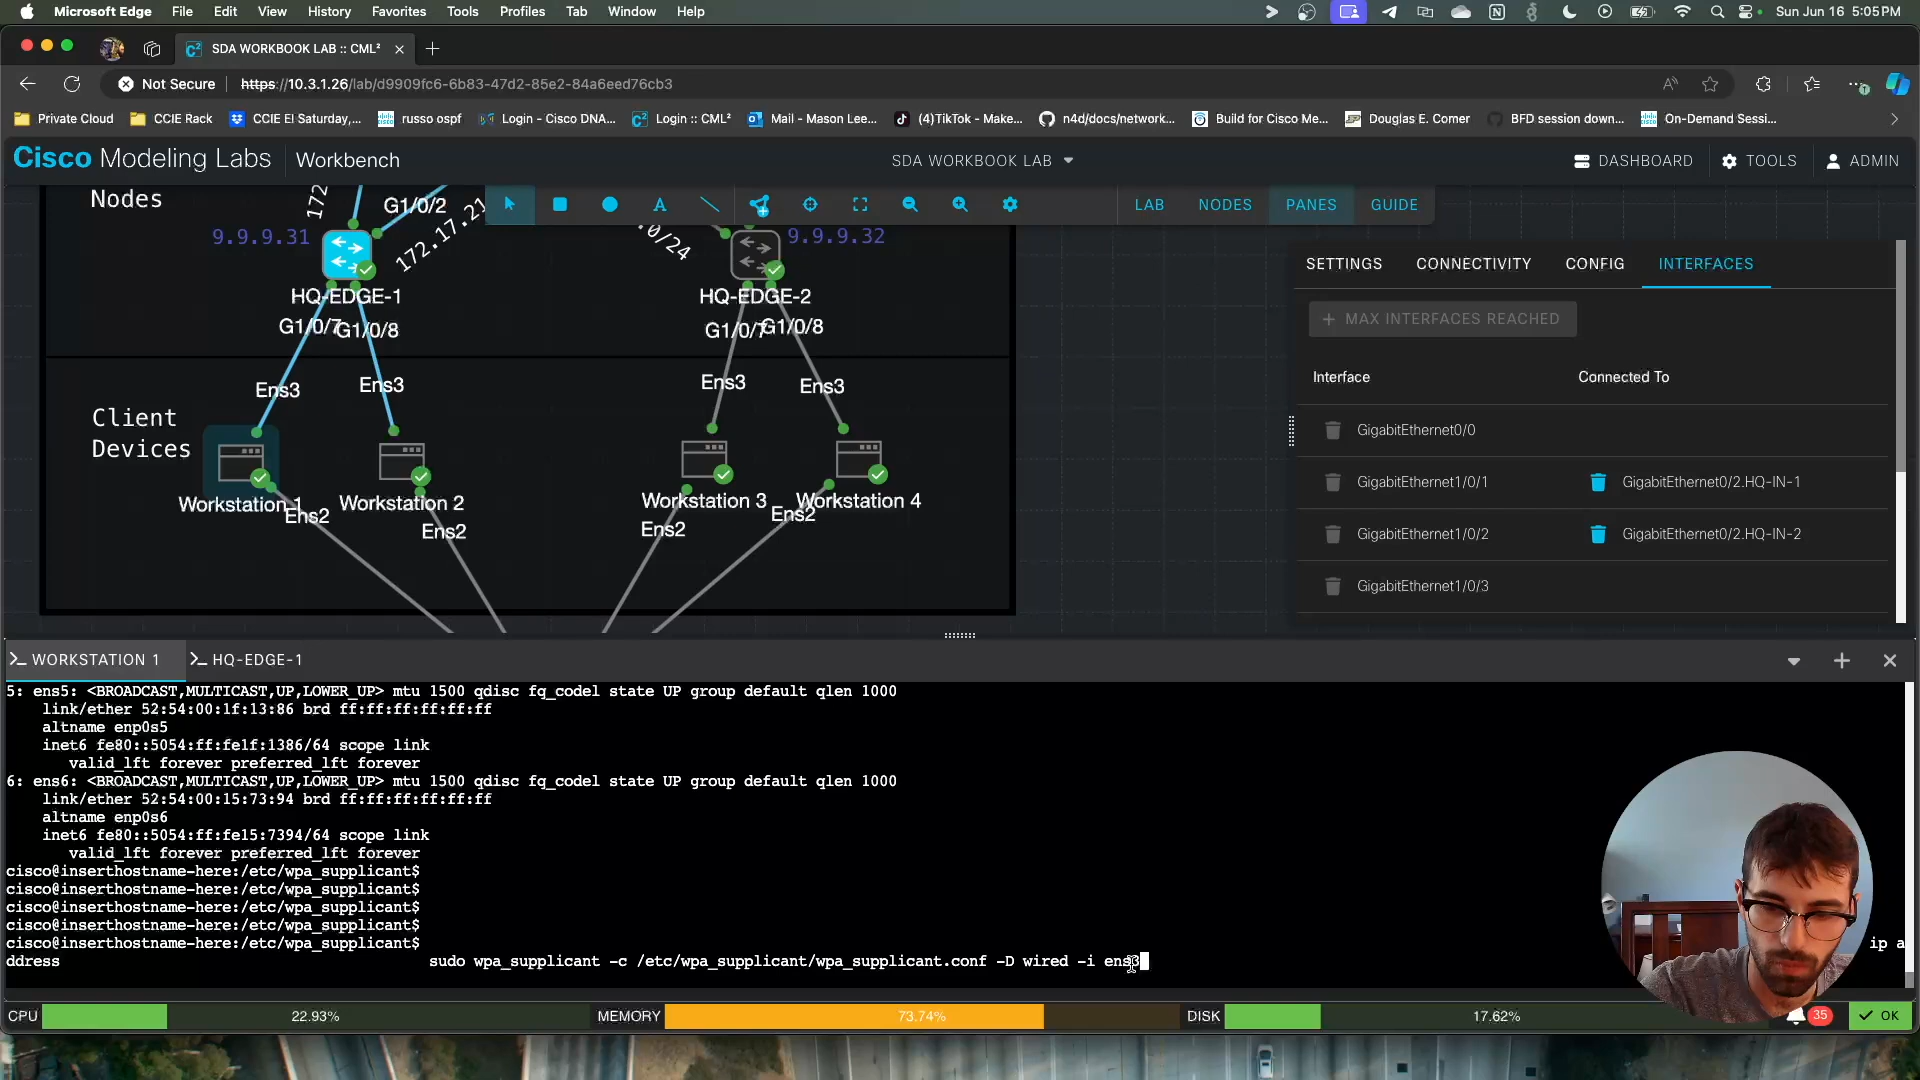 Microsoft Edge File Edit View History Favorites Tools Profiles Tab Window Help Sun Jun 16 5:05 PM
SDA WORKBOOK LAB :: CML²
Not Secure https://10.3.1.26/lab/d9909fc6-6b83-47d2-85e2-84a6eed76cb3
Private Cloud CCIE Rack CCIE EI Saturday,... russo ospf Login - Cisco DNA... Login :: CML² Mail - Mason Lee... (4)TikTok - Make... n4d/docs/network... Build for Cisco Me... Douglas E. Comer BFD session down... On-Demand Sessi...
Cisco Modeling Labs Workbench SDA WORKBOOK LAB DASHBOARD TOOLS ADMIN
LAB NODES PANES GUIDE
Nodes
172
G1/0/2
172.17.21
.0/24
9.9.9.31
9.9.9.32
HQ-EDGE-1
HQ-EDGE-2
G1/0/7
G1/0/8
G1/0/7
G1/0/8
Ens3
Ens3
Ens3
Ens3
Client
Devices
Workstation 1
Workstation 2
Workstation 3
Workstation 4
Ens2
Ens2
Ens2
Ens2
SETTINGS CONNECTIVITY CONFIG INTERFACES
+ MAX INTERFACES REACHED
Interface Connected To
GigabitEthernet0/0
GigabitEthernet1/0/1 GigabitEthernet0/2.HQ-IN-1
GigabitEthernet1/0/2 GigabitEthernet0/2.HQ-IN-2
GigabitEthernet1/0/3
WORKSTATION 1 HQ-EDGE-1
5: ens5: <BROADCAST,MULTICAST,UP,LOWER_UP> mtu 1500 qdisc fq_codel state UP group default qlen 1000
link/ether 52:54:00:1f:13:86 brd ff:ff:ff:ff:ff:ff
altname enp0s5
inet6 fe80::5054:ff:fe1f:1386/64 scope link
valid_lft forever preferred_lft forever
6: ens6: <BROADCAST,MULTICAST,UP,LOWER_UP> mtu 1500 qdisc fq_codel state UP group default qlen 1000
link/ether 52:54:00:15:73:94 brd ff:ff:ff:ff:ff:ff
altname enp0s6
inet6 fe80::5054:ff:fe15:7394/64 scope link
valid_lft forever preferred_lft forever
cisco@inserthostname-here:/etc/wpa_supplicant$
cisco@inserthostname-here:/etc/wpa_supplicant$
cisco@inserthostname-here:/etc/wpa_supplicant$
cisco@inserthostname-here:/etc/wpa_supplicant$
cisco@inserthostname-here:/etc/wpa_supplicant$ ip a
ddress sudo wpa_supplicant -c /etc/wpa_supplicant/wpa_supplicant.conf -D wired -i ens3
CPU 22.93% MEMORY 73.74% DISK 17.62% 35 OK